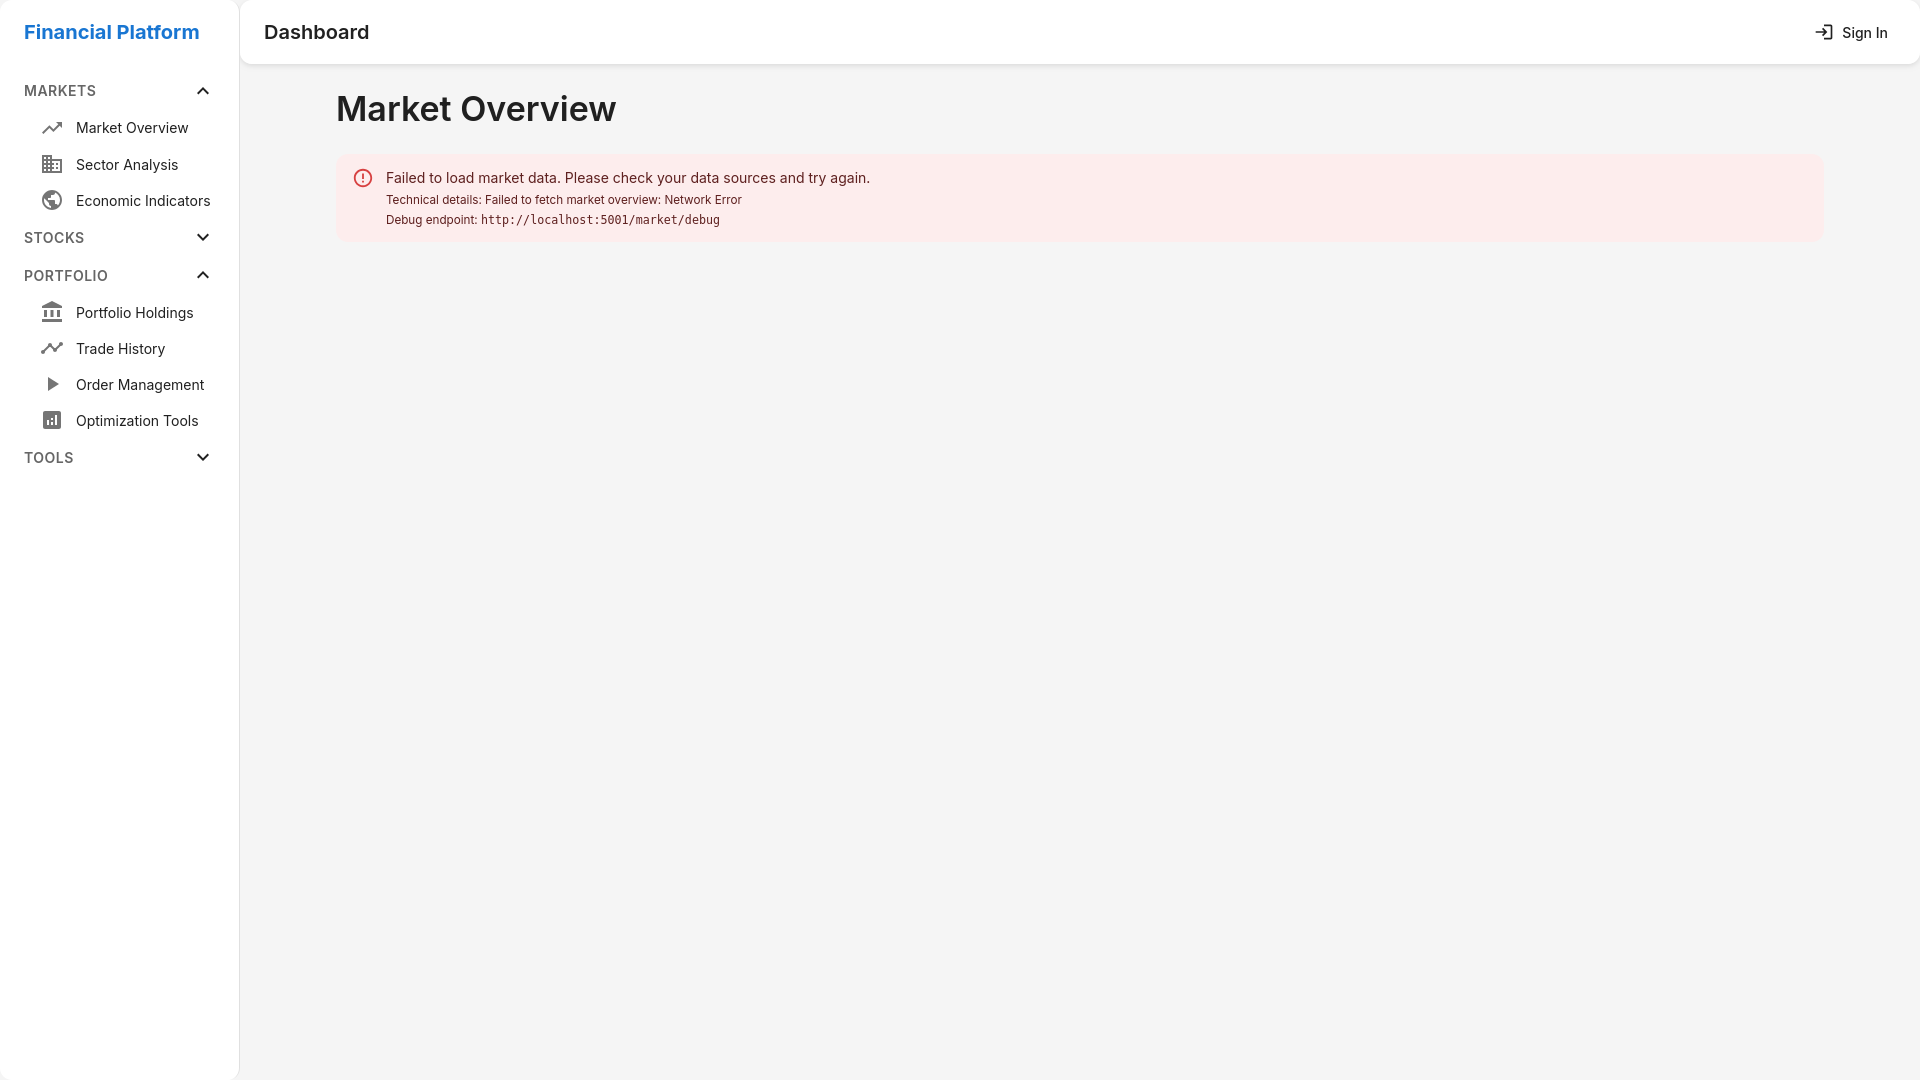 Financial Platform
MARKETS
Market Overview
Sector Analysis
Economic Indicators
STOCKS
PORTFOLIO
Portfolio Holdings
Trade History
Order Management
Optimization Tools
TOOLS
Dashboard
Sign In
Market Overview
Failed to load market data. Please check your data sources and try again.
Technical details: Failed to fetch market overview: Network Error
Debug endpoint: http://localhost:5001/market/debug